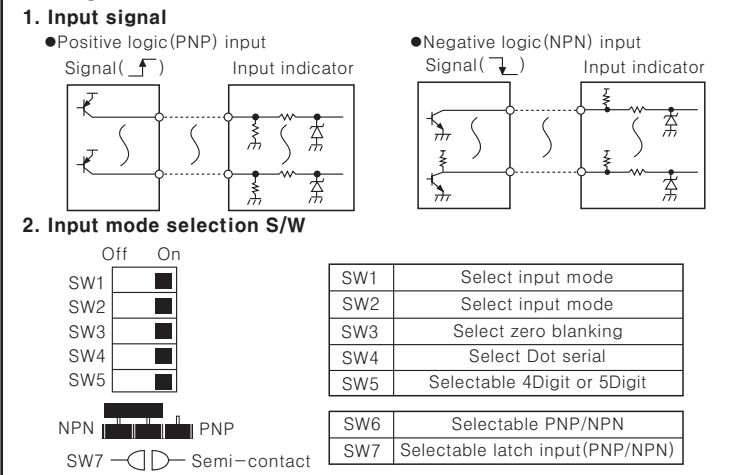 1. Input signal
●Positive logic(PNP) input
●Negative logic(NPN) input
Signal( )
Input indicator
Signal( )
Input indicator
2. Input mode selection S/W
Off On
SW1
SW2
SW3
SW4
SW5
SW1 Select input mode
SW2 Select input mode
SW3 Select zero blanking
SW4 Select Dot serial
SW5 Selectable 4Digit or 5Digit
NPN PNP
SW7 Semi-contact
SW6 Selectable PNP/NPN
SW7 Selectable latch input(PNP/NPN)